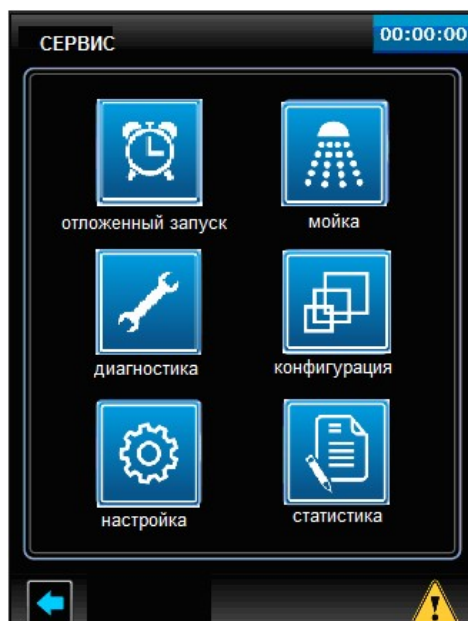 СЕРВИС 00:00:00
отложенный запуск мойка
диагностика конфигурация
настройка статистика